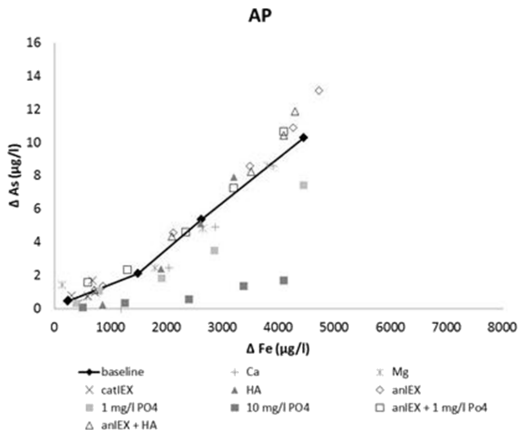 AP
16
14
12
10
8
6
4
2
0
Δ As (µg/l)
0 1000 2000 3000 4000 5000 6000 7000 8000
Δ Fe (µg/l)
baseline Ca Mg
catIEX HA anIEX
1 mg/l PO4 10 mg/l PO4 anIEX + 1 mg/l Po4
anIEX + HA